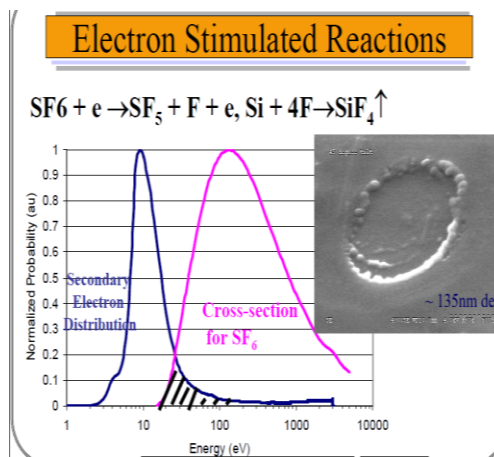 Electron Stimulated Reactions
SF6 + e →SF₅ + F + e, Si + 4F→SiF₄↑
Normalized Probability (au)
1
0.9
0.8
0.7
0.6
0.5
0.4
0.3
0.2
0.1
0
Secondary
Electron
Distribution
Cross-section
for SF₆
~ 135nm de
1
10
100
1000
10000
Energy (eV)